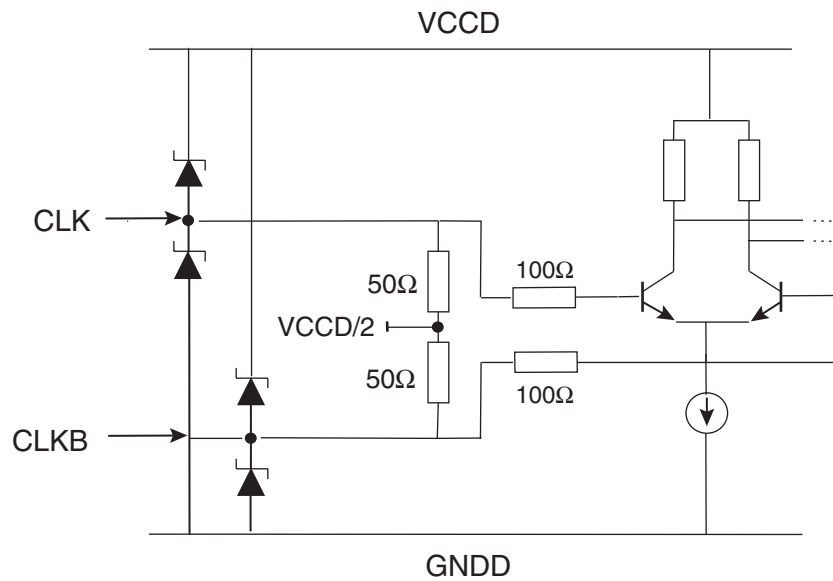 VCCD
CLK
100Ω
50Ω
VCCD/2
50Ω
100Ω
CLKB
GNDD